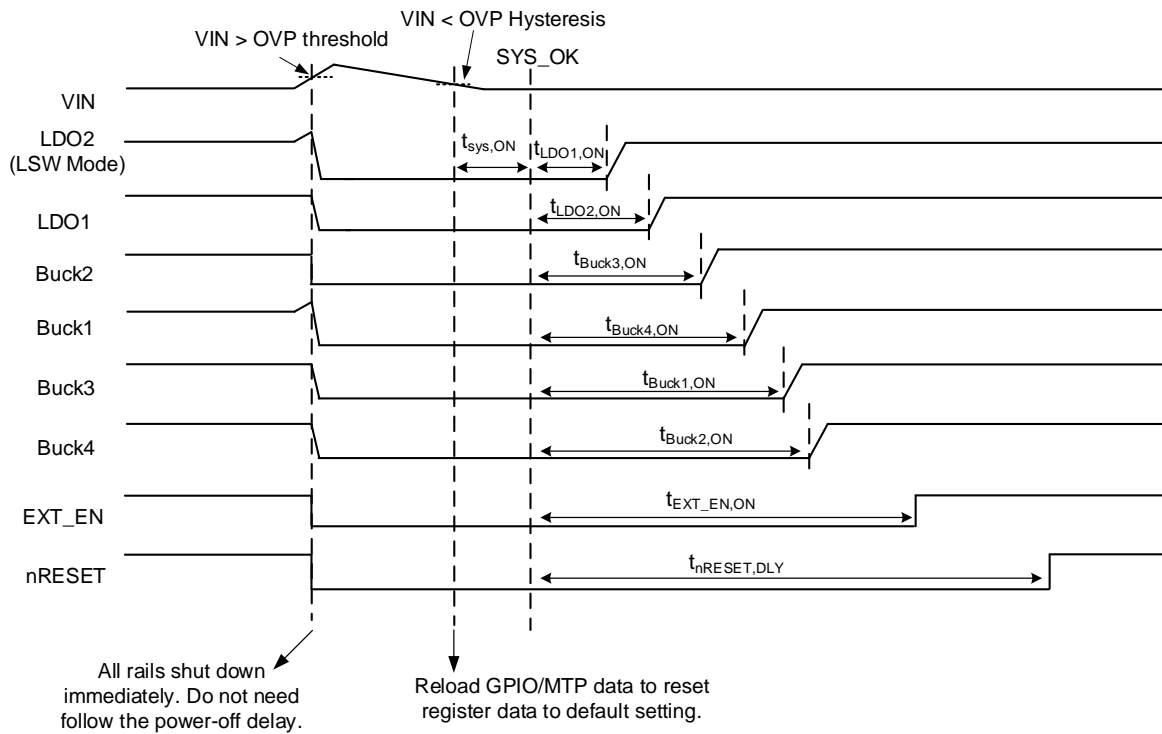 VIN < OVP Hysteresis
VIN > OVP threshold
SYS_OK
VIN
LDO2
(LSW Mode)
tsys,ON
tLDO1,ON
LDO1
tLDO2,ON
Buck2
tBuck3,ON
Buck1
tBuck4,ON
Buck3
tBuck1,ON
Buck4
tBuck2,ON
EXT_EN
tEXT_EN,ON
nRESET
tnRESET,DLY
All rails shut down
immediately. Do not need
follow the power-off delay.
Reload GPIO/MTP data to reset
register data to default setting.